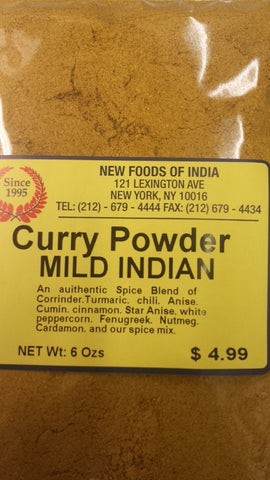 Since
1995
NEW FOODS OF INDIA
121 LEXINGTON AVE
NEW YORK, NY 10016
TEL: (212) - 679 - 4444 FAX: (212) 679 - 4434
Curry Powder
MILD INDIAN
An auithentic Spice Blend of
Corrinder.Turmaric. chili. Anise.
Cumin. cinnamon. Star Anise. white
peppercorn. Fenugreek. Nutmeg.
Cardamon. and our spice mix.
NET Wt: 6 Ozs
$ 4.99